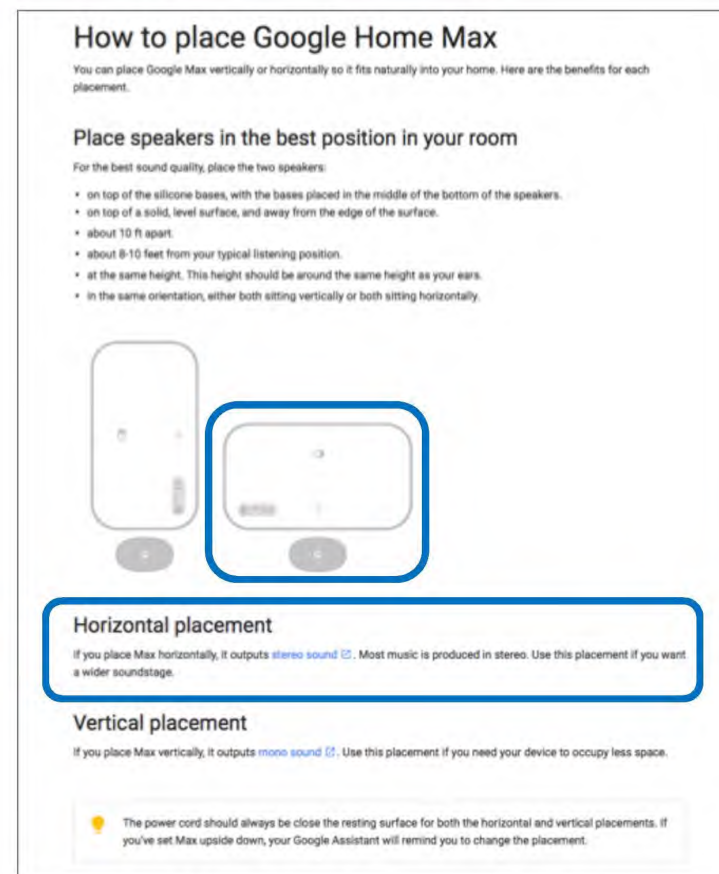 How to place Google Home Max
You can place Google Max vertically or horizontally so it fits naturally into your home. Here are the benefits for each
placement.
Place speakers in the best position in your room
For the best sound quality, place the two speakers:
• on top of the silicone bases, with the bases placed in the middle of the bottom of the speakers.
• on top of a solid, level surface, and away from the edge of the surface.
• about 10 ft apart.
• about 8-10 feet from your typical listening position.
• at the same height. This height should be around the same height as your ears.
• in the same orientation, either both sitting vertically or both sitting horizontally.
Horizontal placement
If you place Max horizontally, it outputs stereo sound. Most music is produced in stereo. Use this placement if you want
a wider soundstage.
Vertical placement
If you place Max vertically, it outputs mono sound. Use this placement if you need your device to occupy less space.
The power cord should always be close the resting surface for both the horizontal and vertical placements. If
you've set Max upside down, your Google Assistant will remind you to change the placement.